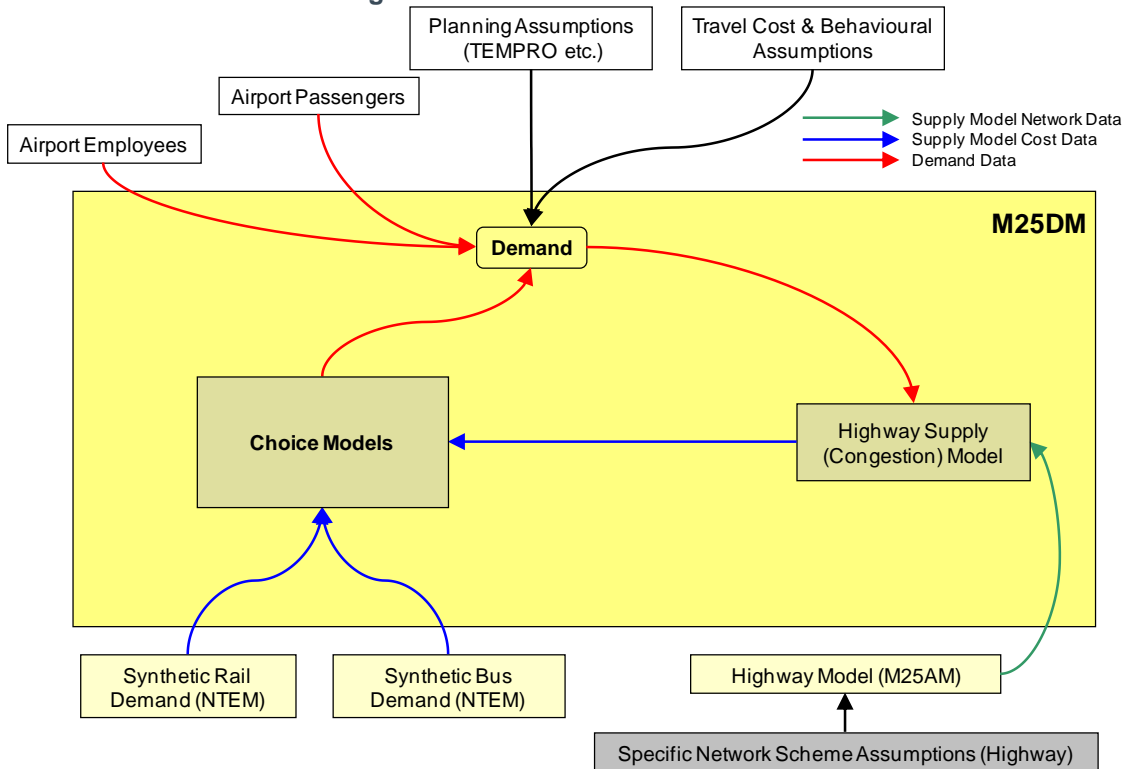 Planning Assumptions
(TEMPRO etc.)
Travel Cost & Behavioural
Assumptions
Airport Passengers
Airport Employees
Supply Model Network Data
Supply Model Cost Data
Demand Data
M25DM
Demand
Choice Models
Highway Supply
(Congestion) Model
Synthetic Rail
Demand (NTEM)
Synthetic Bus
Demand (NTEM)
Highway Model (M25AM)
Specific Network Scheme Assumptions (Highway)